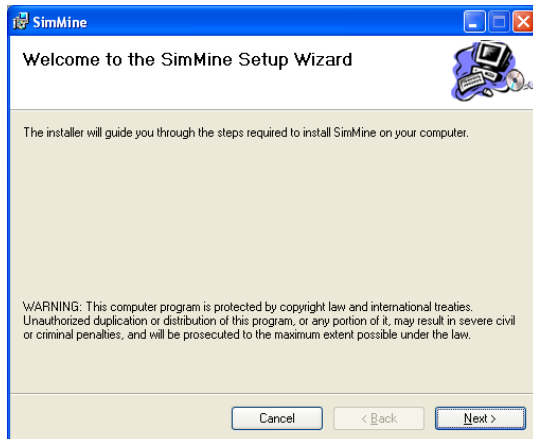 SimMine
Welcome to the SimMine Setup Wizard
The installer will guide you through the steps required to install SimMine on your computer.
WARNING: This computer program is protected by copyright law and international treaties.
Unauthorized duplication or distribution of this program, or any portion of it, may result in severe civil
or criminal penalties, and will be prosecuted to the maximum extent possible under the law.
Cancel
< Back
Next >